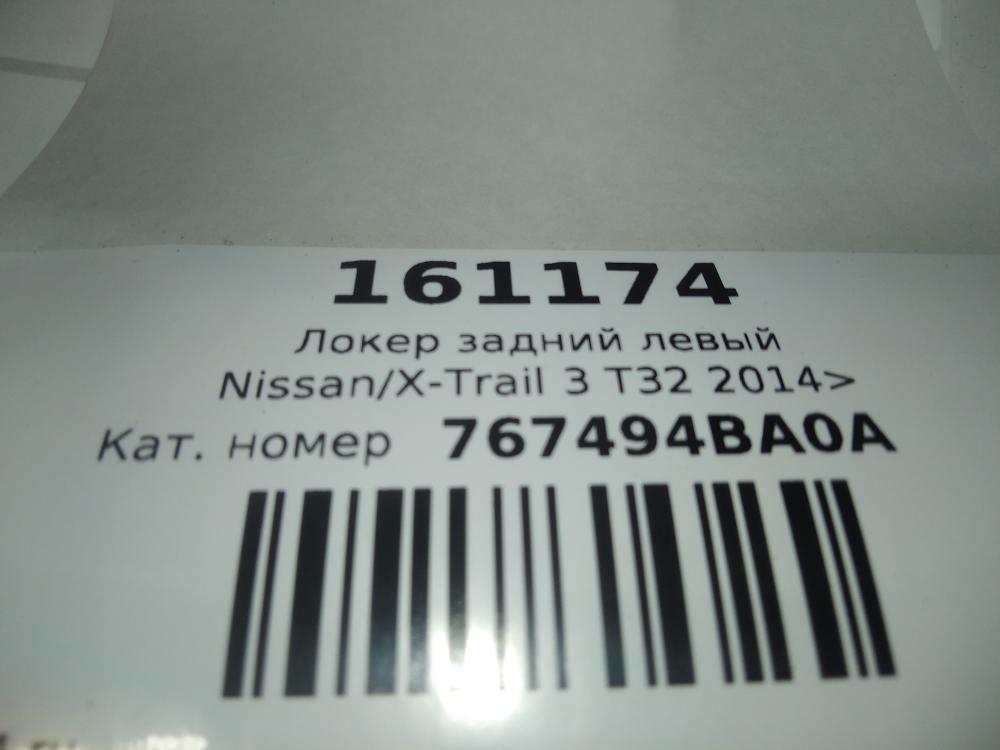 161174
Локер задний левый
Nissan/X-Trail 3 T32 2014>
Кат. номер 767494BA0A